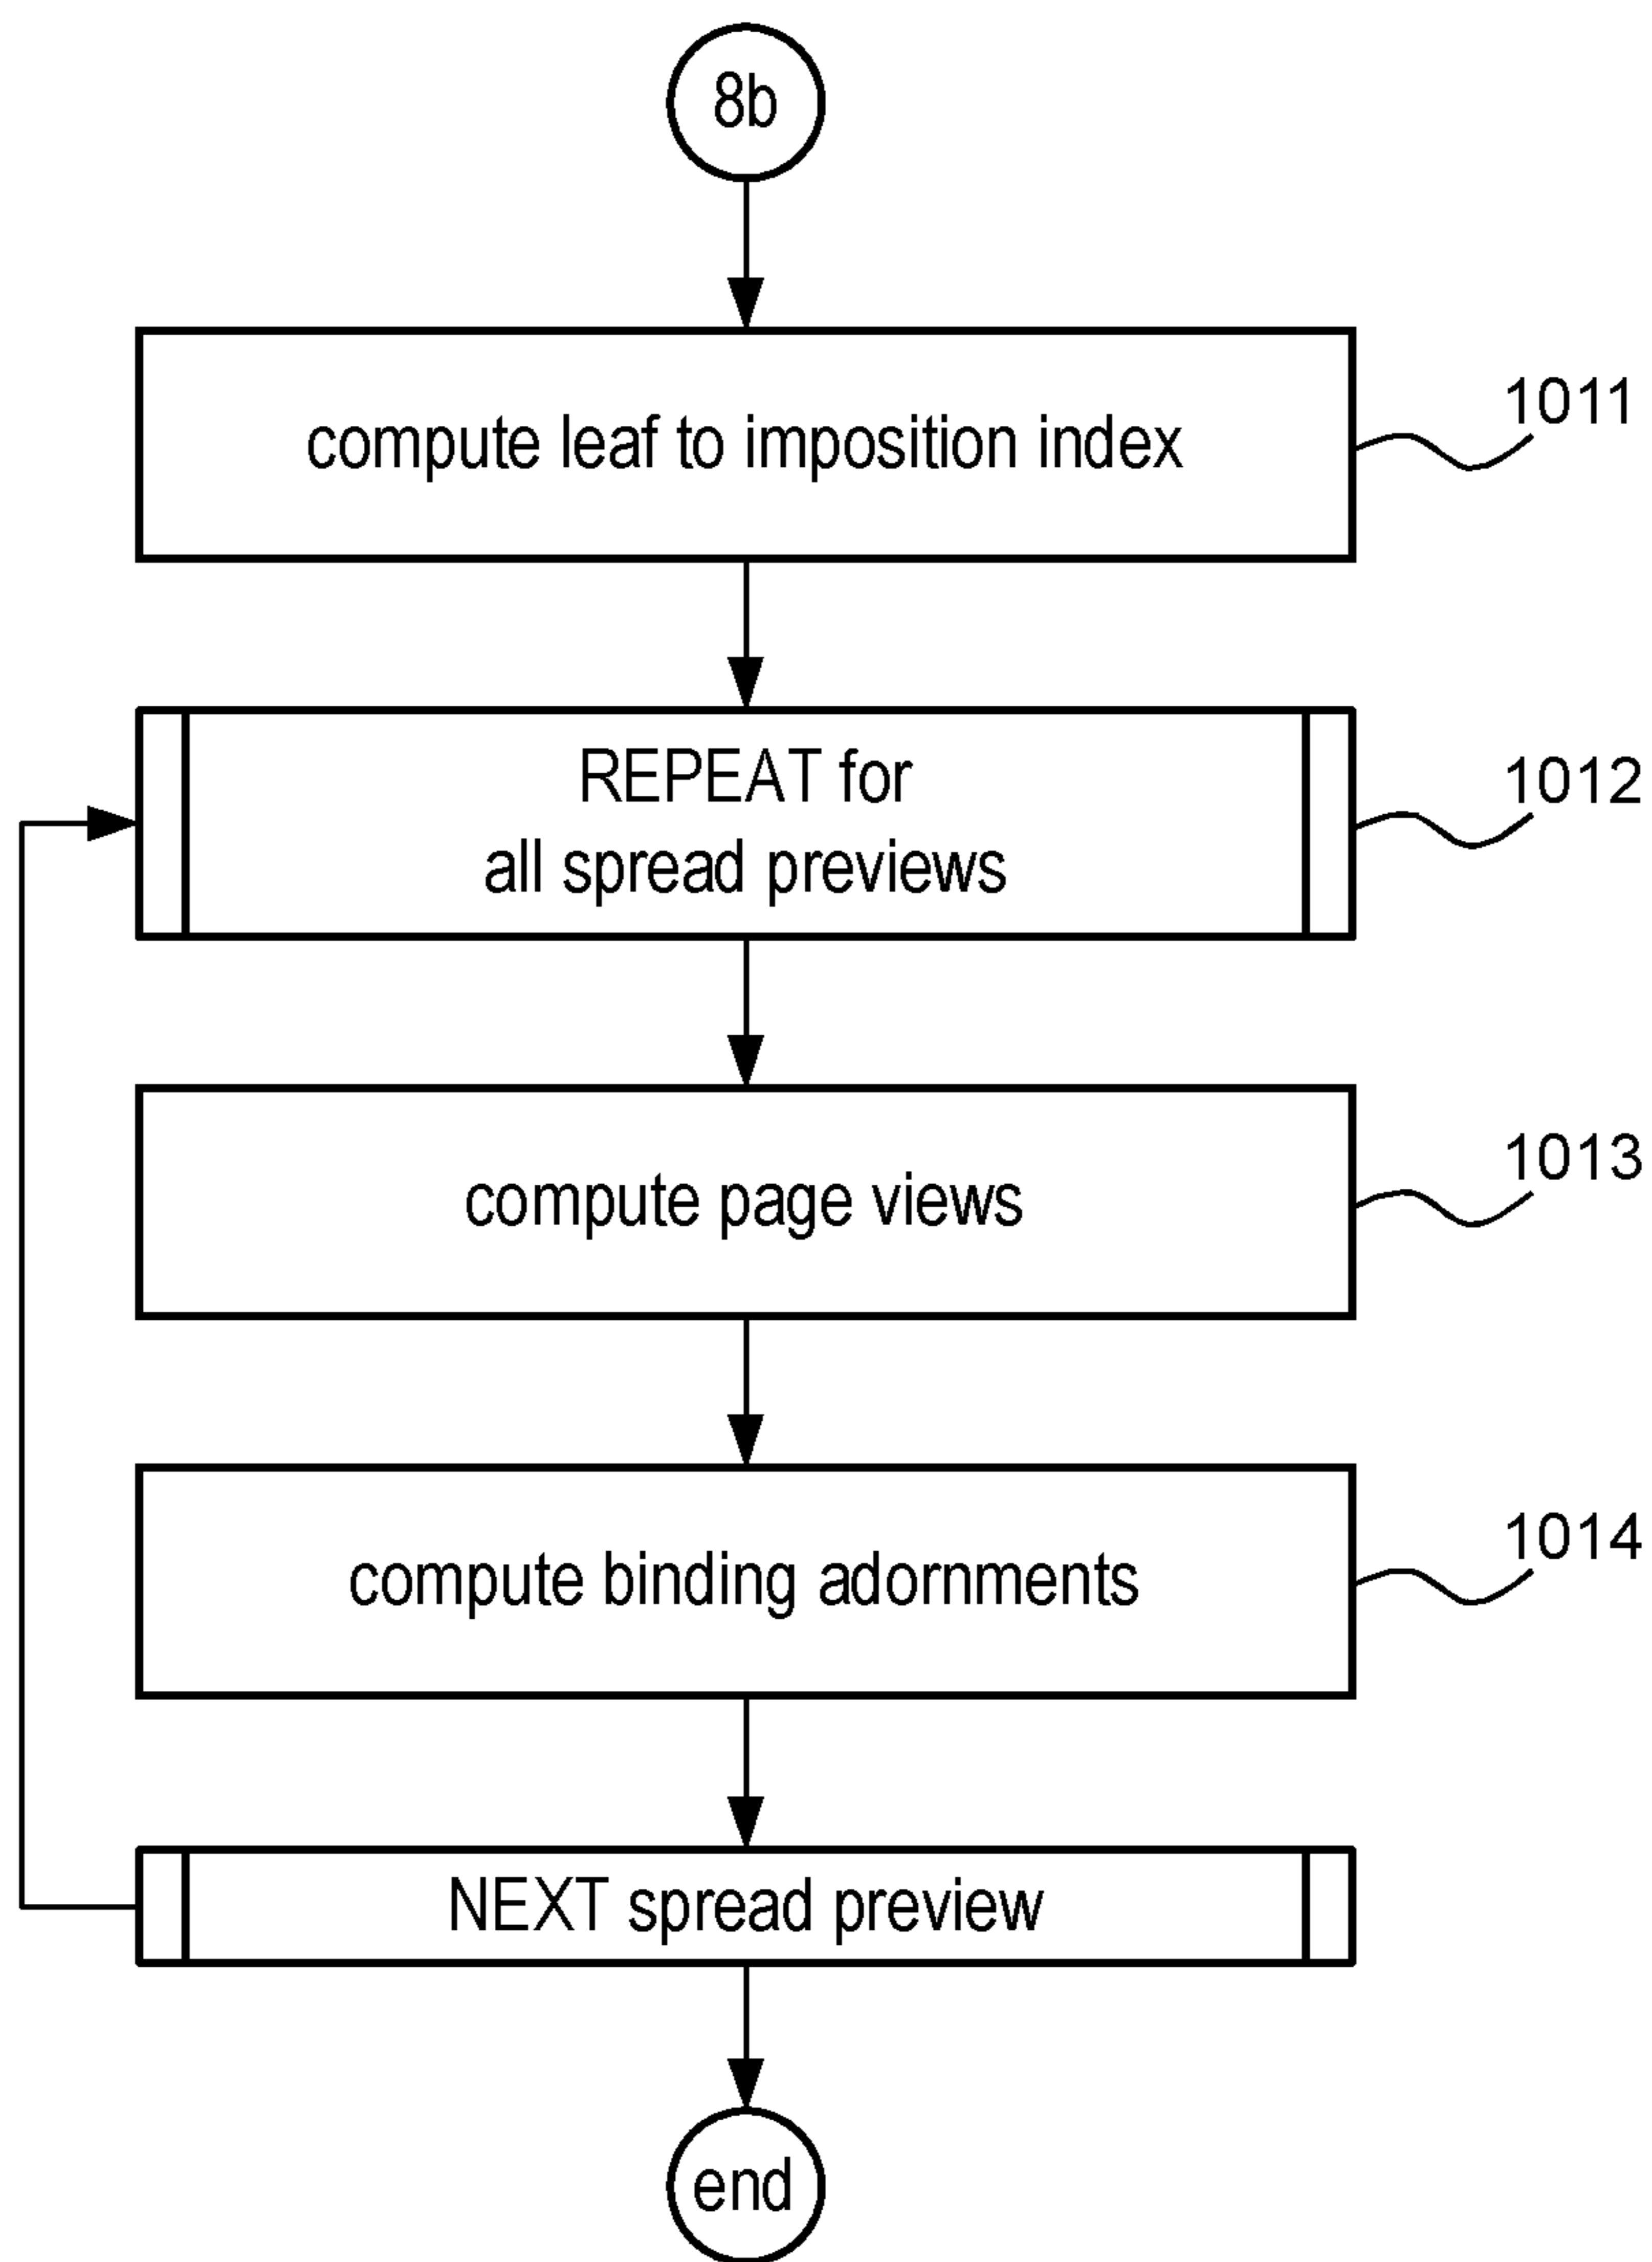 8b
compute leaf to imposition index
1011
REPEAT for
all spread previews
1012
compute page views
1013
compute binding adornments
1014
NEXT spread preview
end